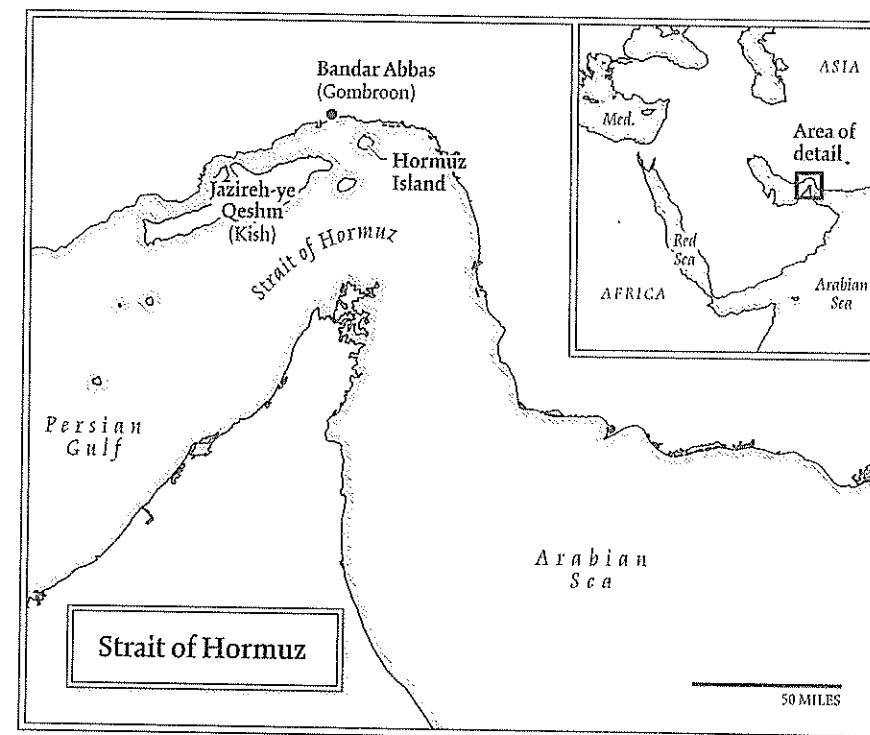 Bandar Abbas
(Gombroon)
Hormuz
Island
Jazireh-ye
Qeshm
(Kish)
Strait of Hormuz
Persian
Gulf
Arabian
Sea
Strait of Hormuz
50 MILES
ASIA
Med.
Area of
detail
Red
Sea
AFRICA
Arabian
Sea